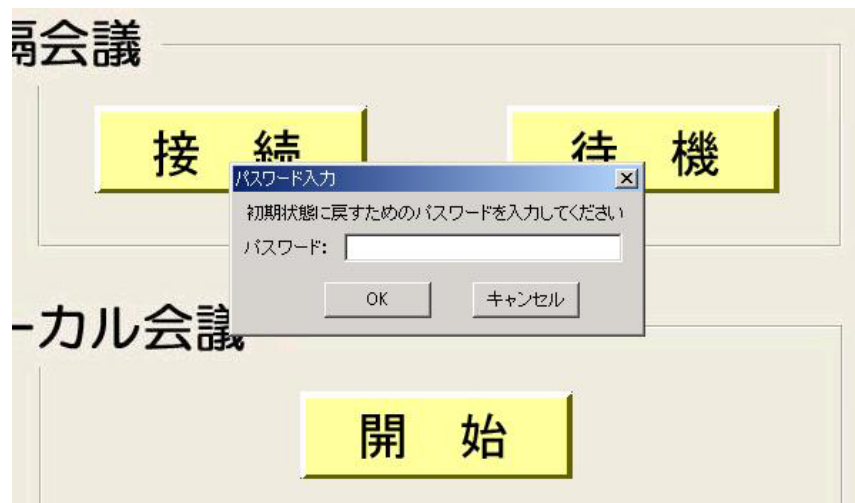 隔会議
接 続
待 機
パスワード入力
初期状態に戻すためのパスワードを入力してください
パスワード:
OK
キャンセル
ーカル会議
開 始